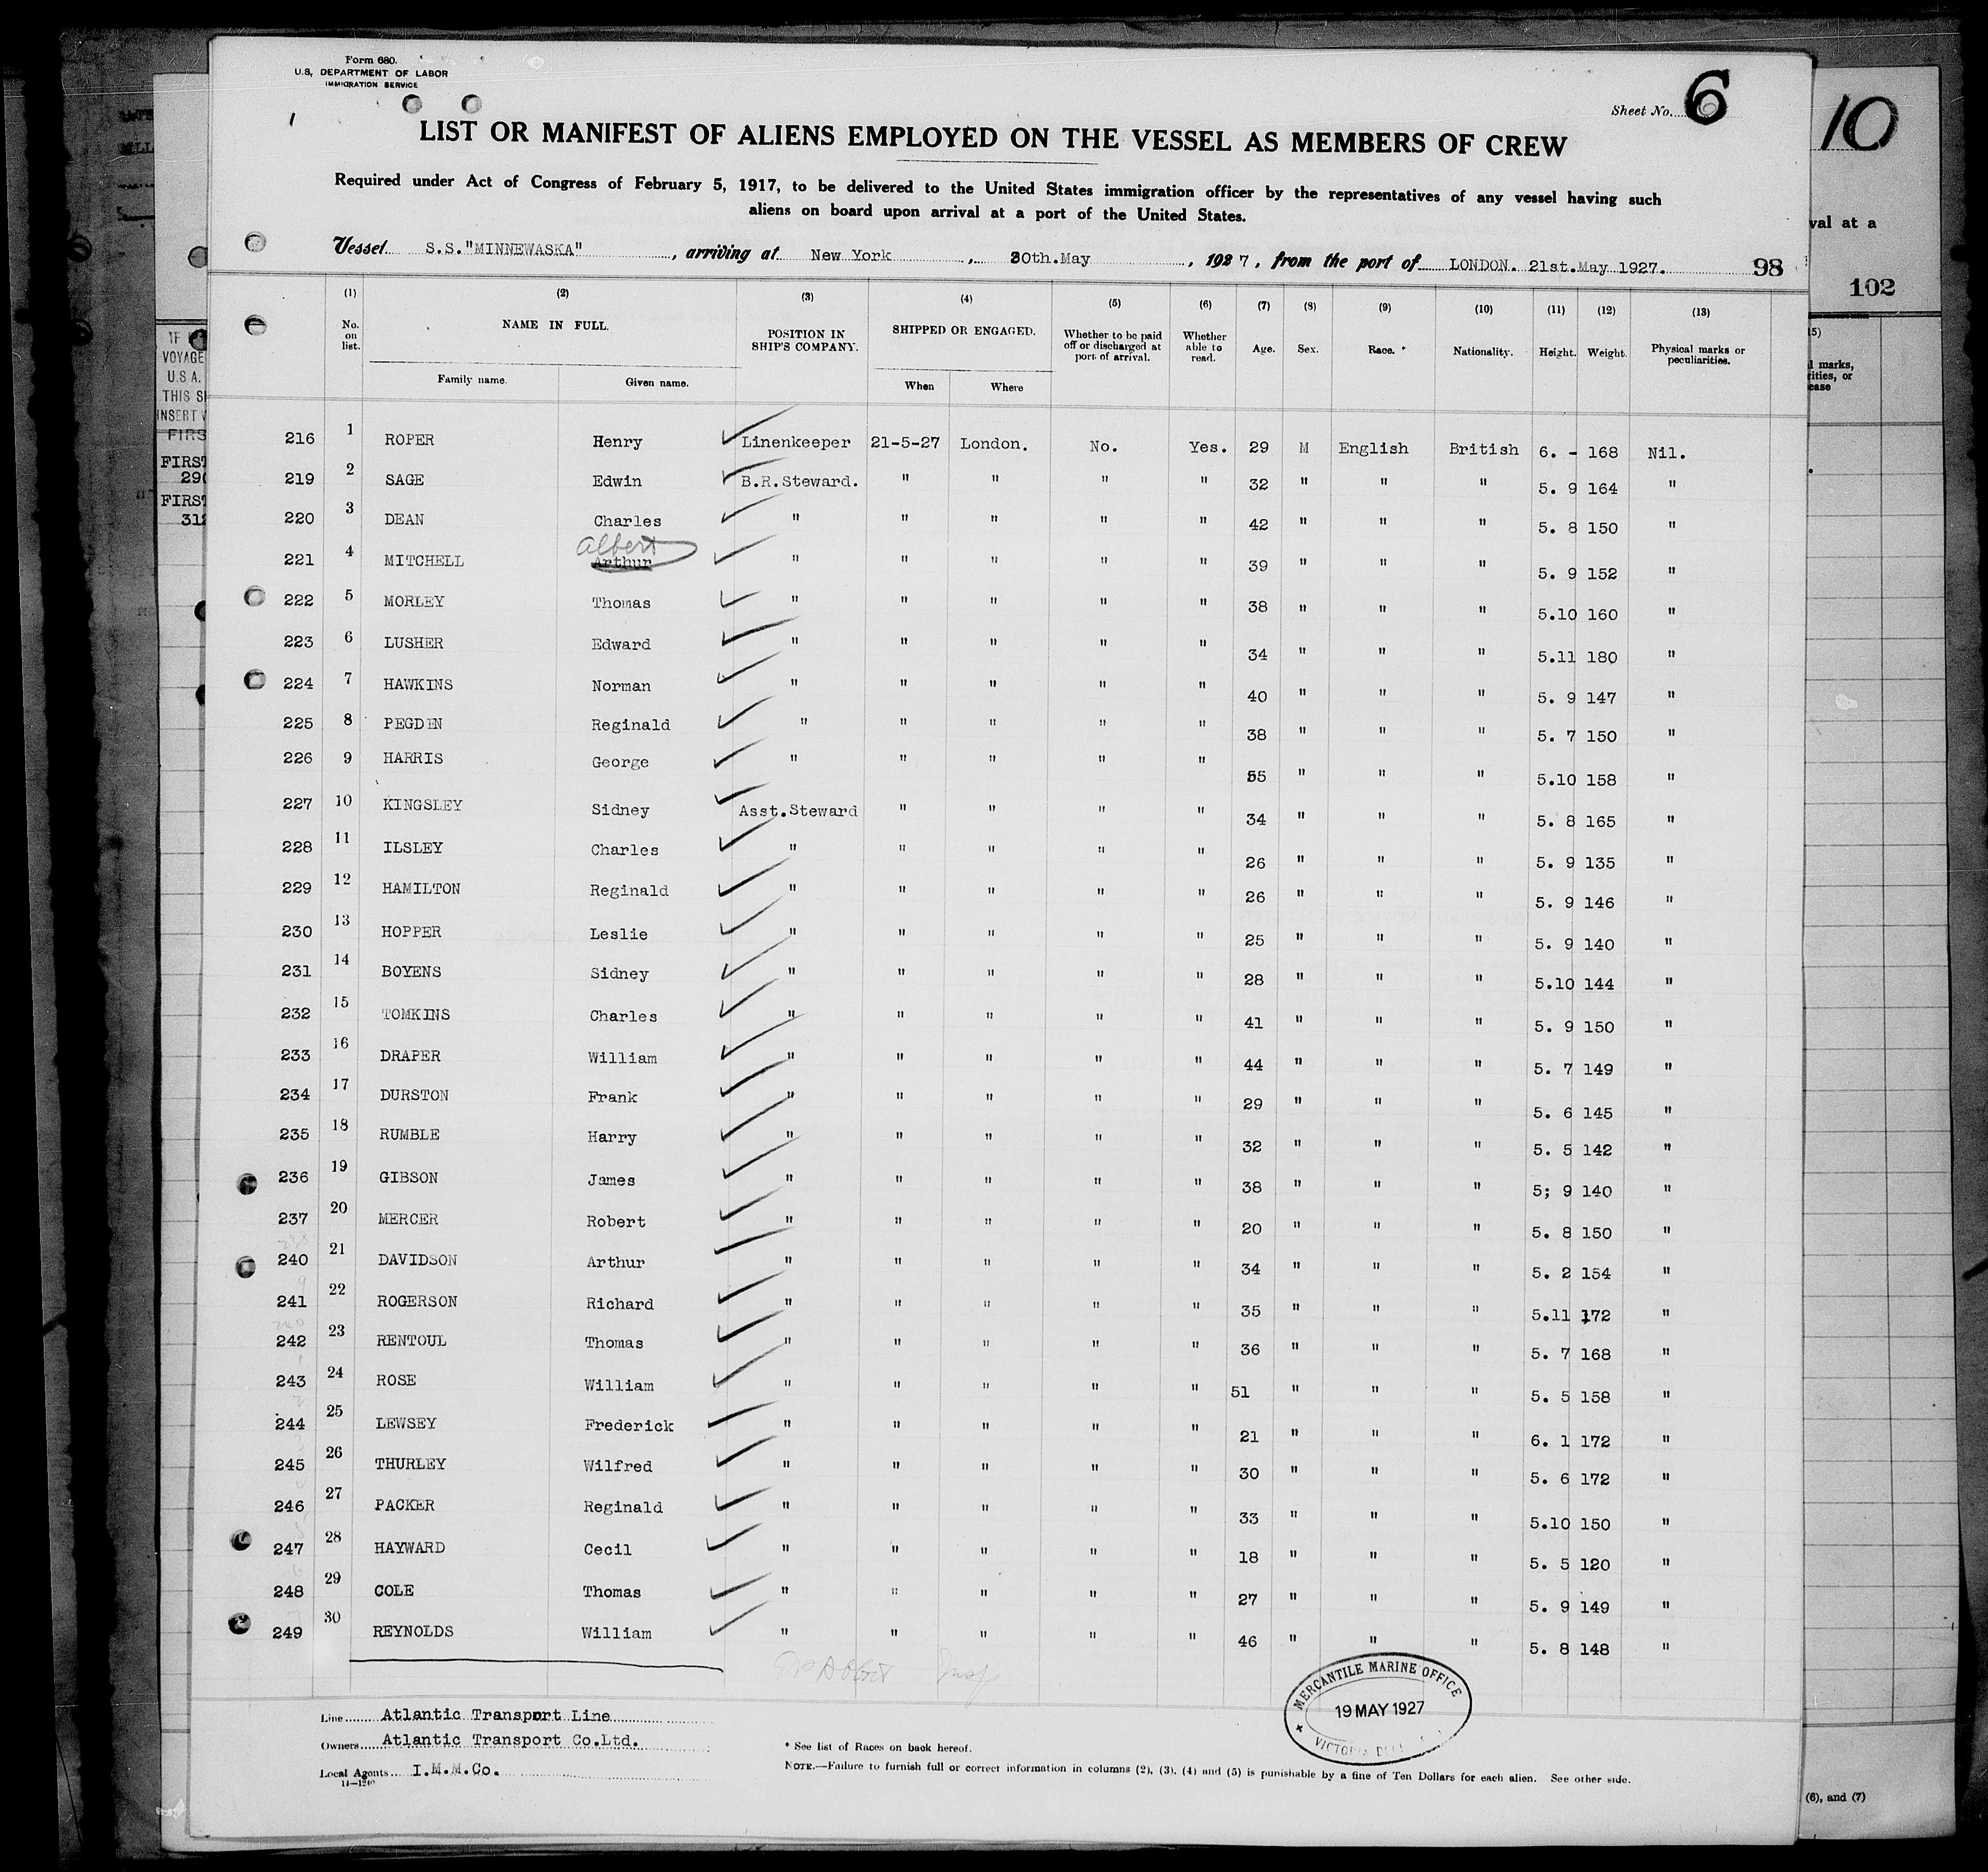 Form 680.
U.S. DEPARTMENT OF LABOR
IMMIGRATION SERVICE
Sheet No. 6
10
LIST OR MANIFEST OF ALIENS EMPLOYED ON THE VESSEL AS MEMBERS OF CREW
Required under Act of Congress of February 5, 1917, to be delivered to the United States immigration officer by the representatives of any vessel having such
aliens on board upon arrival at a port of the United States.
val at a
Vessel S.S."MINNEWASKA", arriving at New York, 30th.May, 1927, from the port of LONDON. 21st.May 1927. 98
102
(1) (2) (3) (4) (5) (6) (7) (8) (9) (10) (11) (12) (13)
No. on list. NAME IN FULL. POSITION IN SHIP'S COMPANY. SHIPPED OR ENGAGED. Whether to be paid off or discharged at port of arrival. Whether able to read. Age. Sex. Race. * Nationality. Height. Weight. Physical marks or peculiarities.
Family name. Given name. When Where
216 1 ROPER Henry Linenkeeper 21-5-27 London. No. Yes. 29 M English British 6. - 168 Nil.
219 2 SAGE Edwin B.R.Steward. " " " " 32 " " " 5. 9 164 "
220 3 DEAN Charles " " " " " 42 " " " 5. 8 150 "
Albert
221 4 MITCHELL Arthur " " " " " 39 " " " 5. 9 152 "
222 5 MORLEY Thomas " " " " " 38 " " " 5.10 160 "
223 6 LUSHER Edward " " " " " 34 " " " 5.11 180 "
224 7 HAWKINS Norman " " " " " 40 " " " 5. 9 147 "
225 8 PEGDEN Reginald " " " " " 38 " " " 5. 7 150 "
226 9 HARRIS George " " " " " 55 " " " 5.10 158 "
227 10 KINGSLEY Sidney Asst.Steward " " " " 34 " " " 5. 8 165 "
228 11 ILSLEY Charles " " " " " 26 " " " 5. 9 135 "
229 12 HAMILTON Reginald " " " " " 26 " " " 5. 9 146 "
230 13 HOPPER Leslie " " " " " 25 " " " 5. 9 140 "
231 14 BOYENS Sidney " " " " " 28 " " " 5.10 144 "
232 15 TOMKINS Charles " " " " " 41 " " " 5. 9 150 "
233 16 DRAPER William " " " " " 44 " " " 5. 7 149 "
234 17 DURSTON Frank " " " " " 29 " " " 5. 6 145 "
235 18 RUMBLE Harry " " " " " 32 " " " 5. 5 142 "
236 19 GIBSON James " " " " " 38 " " " 5; 9 140 "
237 20 MERCER Robert " " " " " 20 " " " 5. 8 150 "
240 21 DAVIDSON Arthur " " " " " 34 " " " 5. 2 154 "
241 22 ROGERSON Richard " " " " " 35 " " " 5.11 172 "
242 23 RENTOUL Thomas " " " " " 36 " " " 5. 7 168 "
243 24 ROSE William " " " " " 51 " " " 5. 5 158 "
244 25 LEWSEY Frederick " " " " " 21 " " " 6. 1 172 "
245 26 THURLEY Wilfred " " " " " 30 " " " 5. 6 172 "
246 27 PACKER Reginald " " " " " 33 " " " 5.10 150 "
247 28 HAYWARD Cecil " " " " " 18 " " " 5. 5 120 "
248 29 COLE Thomas " " " " " 27 " " " 5. 9 149 "
249 30 REYNOLDS William " " " " " 46 " " " 5. 8 148 "
MERCANTILE MARINE OFFICE
19 MAY 1927
Line Atlantic Transport Line
Owners Atlantic Transport Co.Ltd.
Local Agents I.M.M.Co.
14—1240
* See list of Races on back hereof.
NOTE.—Failure to furnish full or correct information in columns (2), (3), (4) and (5) is punishable by a fine of Ten Dollars for each alien. See other side.
(6), and (7)
VOYAGE
U.S.A.
INSERT
FIRST
FIRST